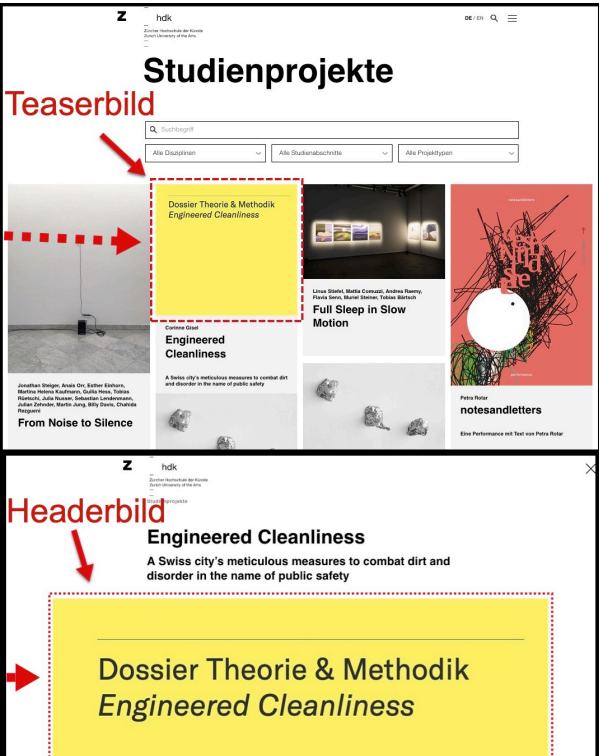 Z hdk
Zürcher Hochschule der Künste
Zurich University of the Arts
DE / EN
Studienprojekte
Teaserbild
Suchbegriff
Alle Disziplinen
Alle Studienabschnitte
Alle Projekttypen
Jonathan Steiger, Anais Orr, Esther Einhorn,
Martina Helena Kaufmann, Guilia Hess, Tobias
Rüetschi, Julia Nusser, Sebastian Lendenmann,
Julian Zehnder, Martin Jung, Billy Davis, Chahida
Rezgueni
From Noise to Silence
Dossier Theorie & Methodik
Engineered Cleanliness
Corinne Gisel
Engineered
Cleanliness
A Swiss city's meticulous measures to combat dirt
and disorder in the name of public safety
Linus Stiefel, Mattia Comuzzi, Andrea Raemy,
Flavia Senn, Muriel Steiner, Tobias Bärtsch
Full Sleep in Slow
Motion
notesandletters
performance
Petra Rotar
notesandletters
Eine Performance mit Text von Petra Rotar
Z hdk
Zürcher Hochschule der Künste
Zurich University of the Arts
Studienprojekte
Headerbild
Engineered Cleanliness
A Swiss city's meticulous measures to combat dirt and
disorder in the name of public safety
Dossier Theorie & Methodik
Engineered Cleanliness